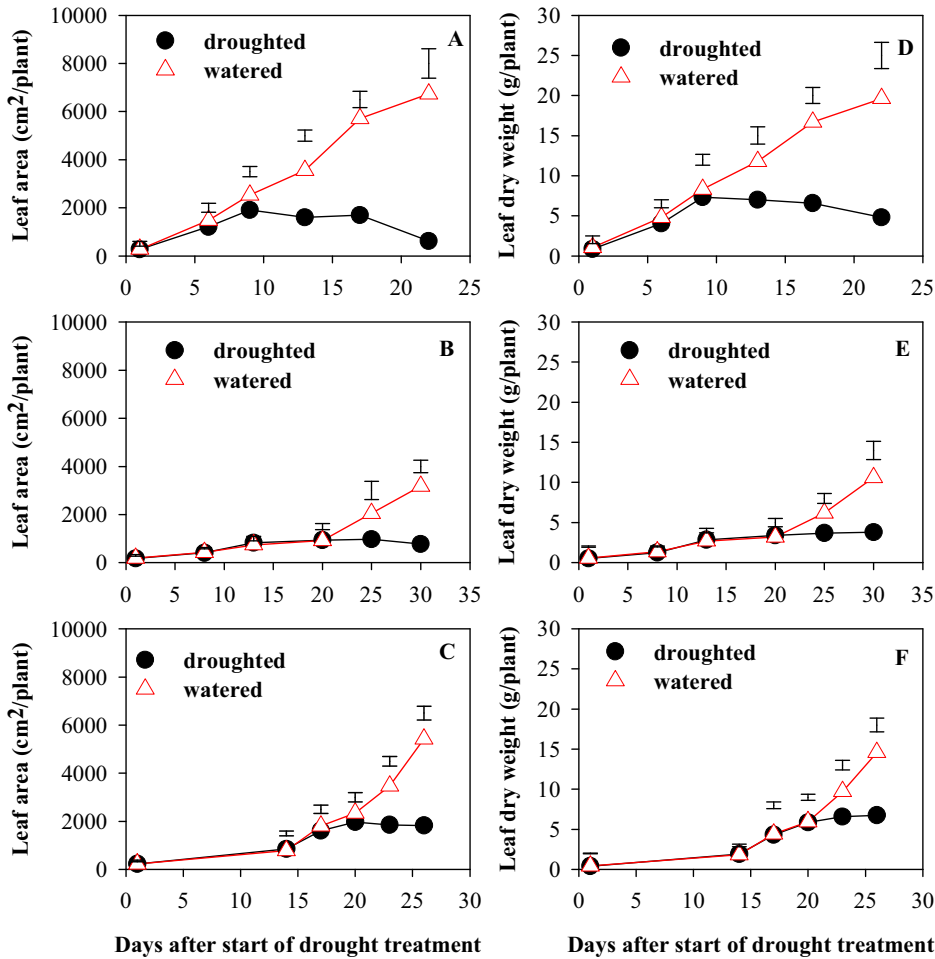 10000
8000
6000
4000
2000
0
Leaf area (cm²/plant)
droughted
watered
A
0 5 10 15 20 25
30
25
20
15
10
5
0
Leaf dry weight (g/plant)
droughted
watered
D
0 5 10 15 20 25
10000
8000
6000
4000
2000
0
Leaf area (cm²/plant)
droughted
watered
B
0 5 10 15 20 25 30 35
30
25
20
15
10
5
0
Leaf dry weight (g/plant)
droughted
watered
E
0 5 10 15 20 25 30 35
10000
8000
6000
4000
2000
0
Leaf area (cm²/plant)
droughted
watered
C
0 5 10 15 20 25 30
Days after start of drought treatment
30
25
20
15
10
5
0
Leaf dry weight (g/plant)
droughted
watered
F
0 5 10 15 20 25 30
Days after start of drought treatment